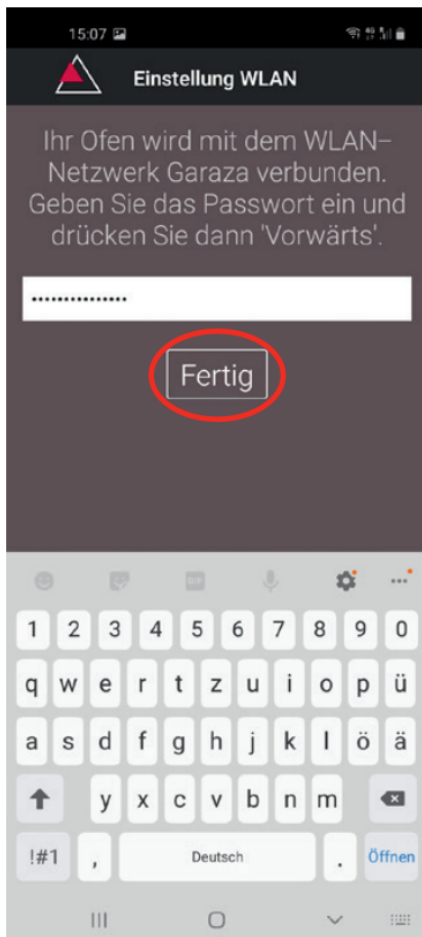 15:07
Einstellung WLAN
Ihr Ofen wird mit dem WLAN-
Netzwerk Garaza verbunden.
Geben Sie das Passwort ein und
drücken Sie dann 'Vorwärts'.
•••••••••••••••
Fertig
1 2 3 4 5 6 7 8 9 0
q w e r t z u i o p ü
a s d f g h j k l ö ä
y x c v b n m
!#1 , Deutsch . Öffnen